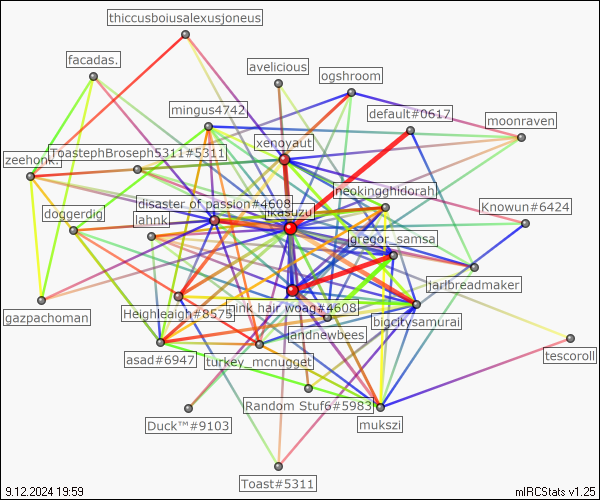 thiccusboiusalexusjoneus
facadas.
avelicious
ogshroom
mingus4742
default#0617
moonraven
xenoyaut
ToastephBroseph5311#5311
neokingghidorah
disaster of passion#4608
ikasuzu
Knowun#6424
doggerdig
lahnk
gregor_samsa
jarlbreadmaker
gazpachoman
Heighleaigh#8575
pink hair woag#4608
bigcitysamurai
andnewbees
asad#6947
turkey_mcnugget
tescoroll
Random Stuf6#5983
mukszi
Duck™#9103
Toast#5311
9.12.2024 19:59
mIRCStats v1.25